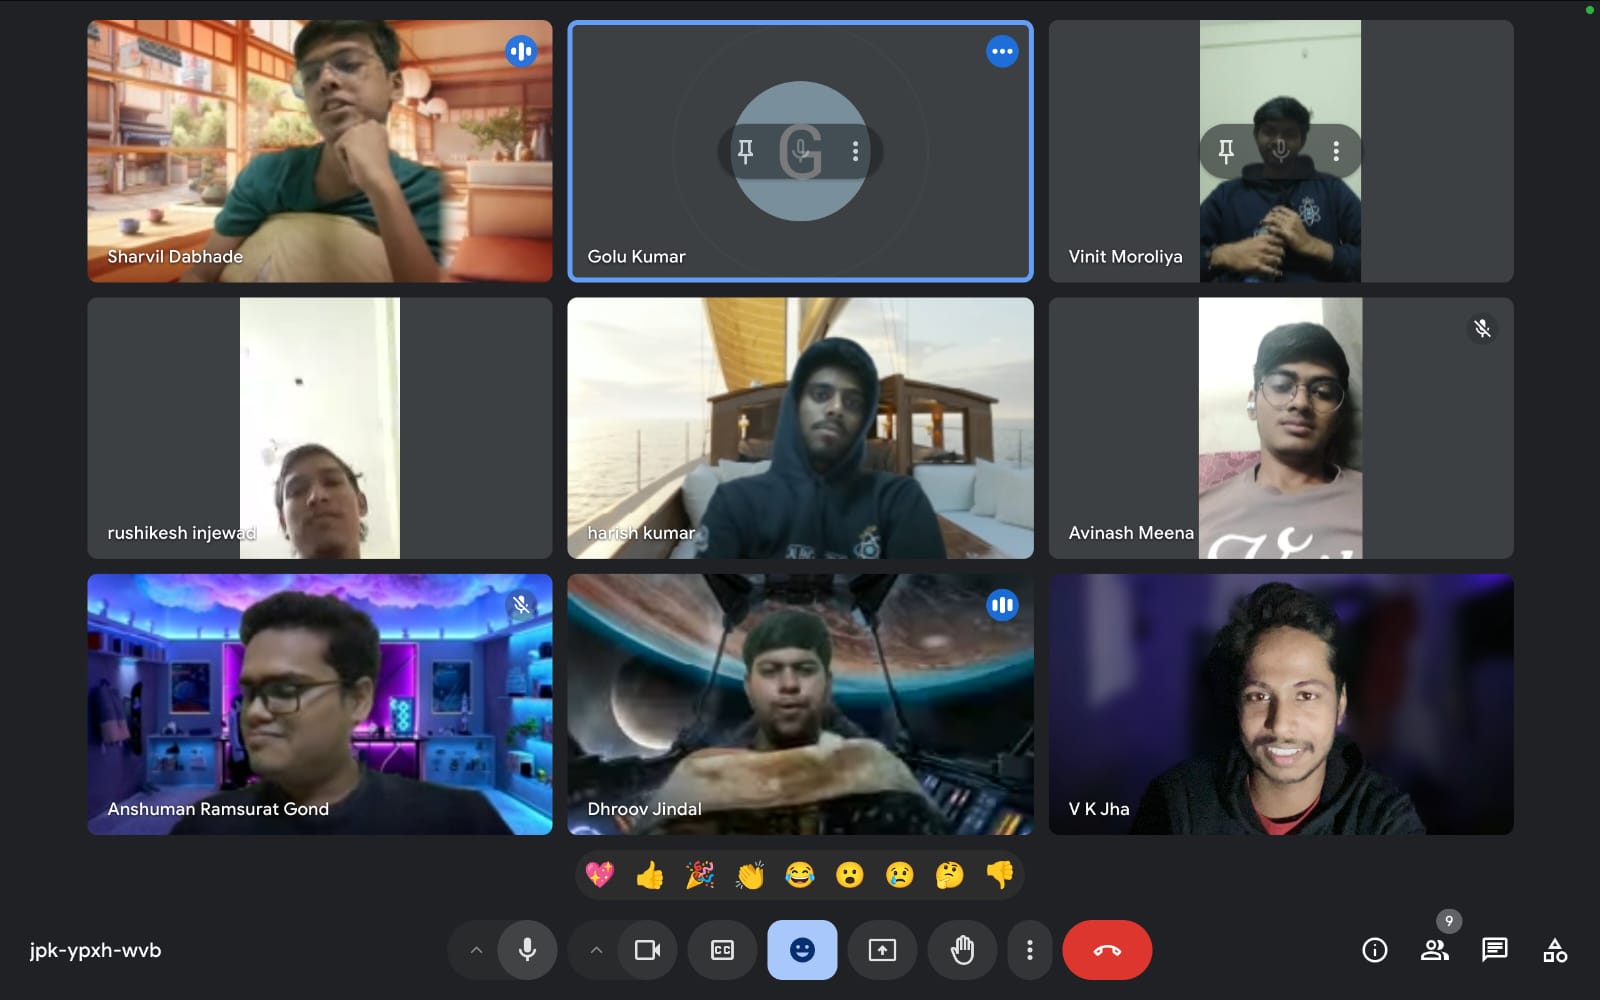 Sharvil Dabhade
G
Golu Kumar
Vinit Moroliya
rushikesh injewad
harish kumar
Avinash Meena
Anshuman Ramsurat Gond
Dhroov Jindal
V K Jha
jpk-ypxh-wvb
CC
9